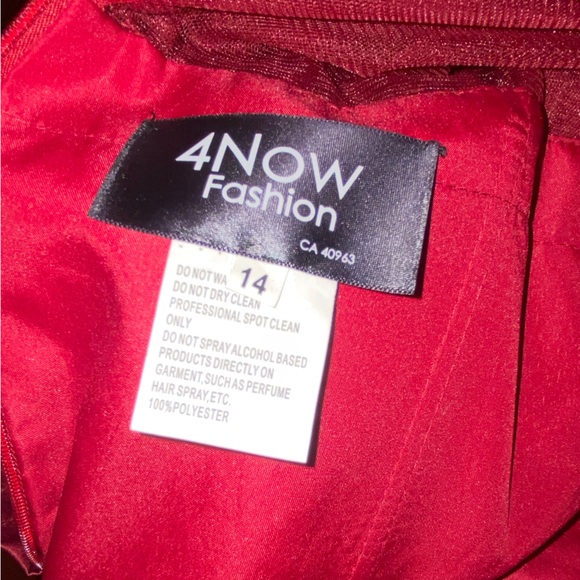 4NOW
Fashion
CA 40963
14
DO NOT WA
DO NOT DRY CLEAN
PROFESSIONAL SPOT CLEAN
ONLY
DO NOT SPRAY ALCOHOL BASED
PRODUCTS DIRECTLY ON
GARMENT,SUCH AS PERFUME
HAIR SPRAY,ETC.
100%POLYESTER